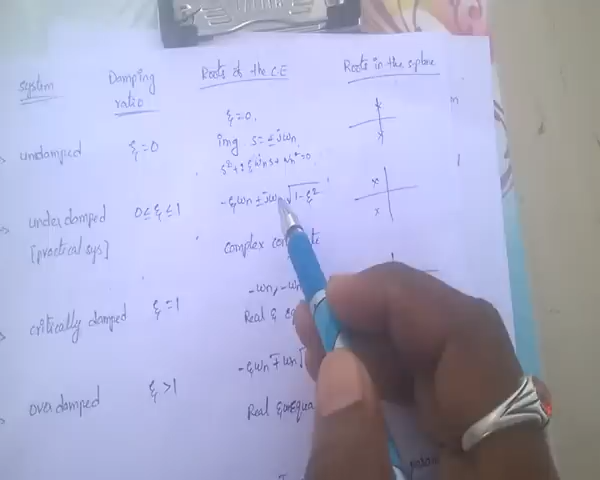 system Damping ratio Roots of the C.E Roots in the s plane
undamped ξ=0 ξ=0,
img s=±jωn
s²+2ξωns+ωn²=0
underdamped 0≤ξ≤1 -ξωn±jωn√1-ξ²
[practical sys] complex
critically damped ξ=1 -ωn,-ωn
Real &
overdamped ξ>1 -ξωn∓ωn√
Real &